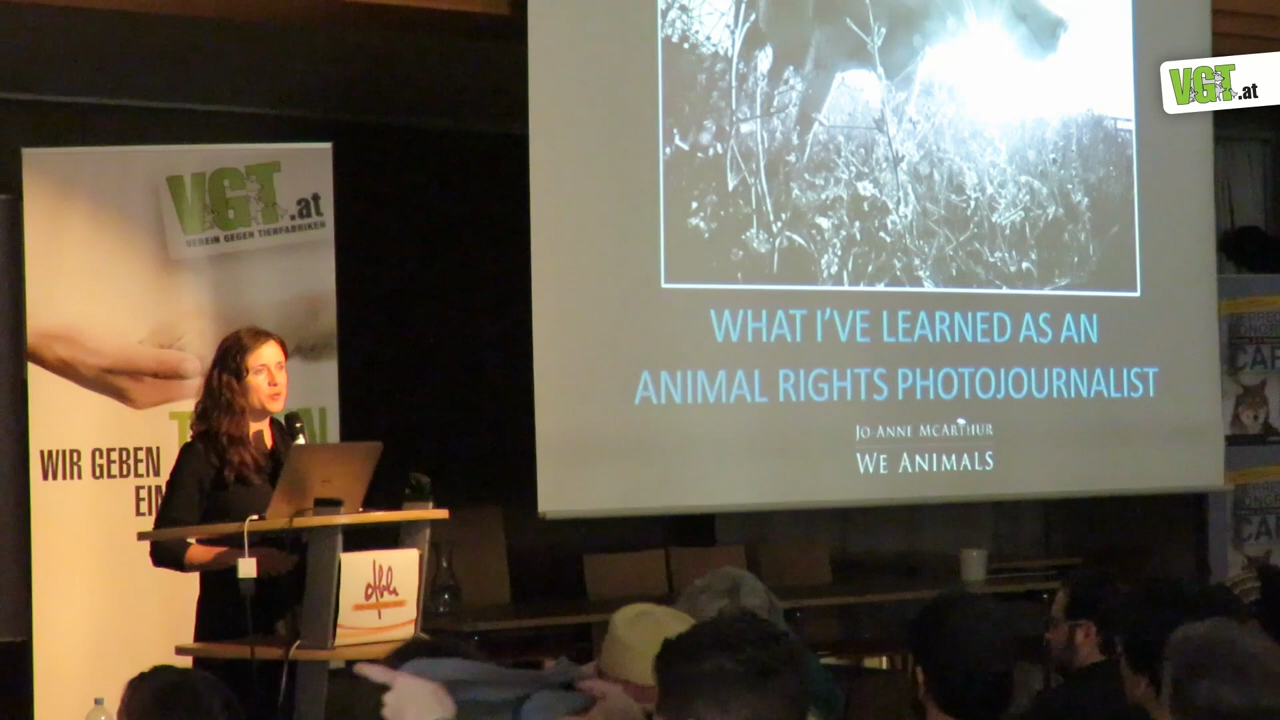 VGT.at
VGT.at
VEREIN GEGEN TIERFABRIKEN
WIR GEBEN
EIN
dbh
WHAT I'VE LEARNED AS AN
ANIMAL RIGHTS PHOTOJOURNALIST
JO-ANNE MCARTHUR
WE ANIMALS